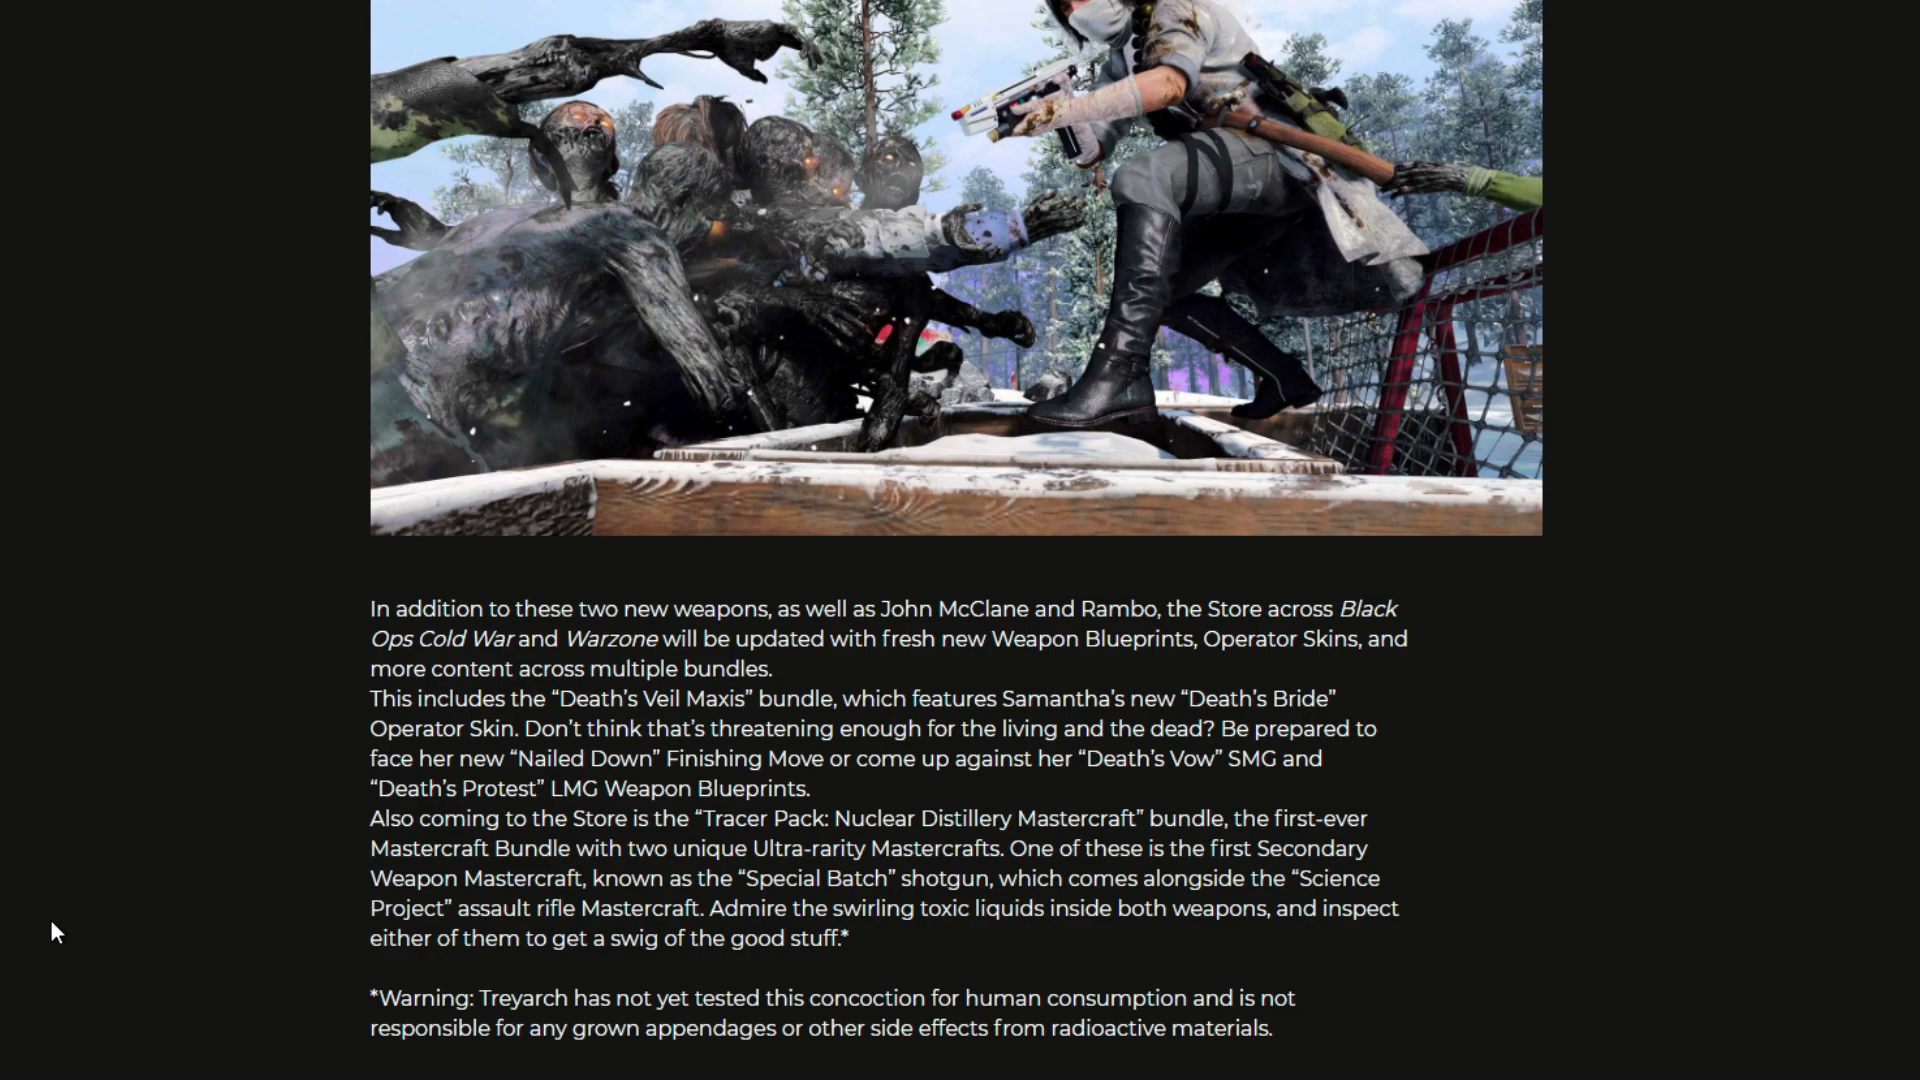 In addition to these two new weapons, as well as John McClane and Rambo, the Store across Black
Ops Cold War and Warzone will be updated with fresh new Weapon Blueprints, Operator Skins, and
more content across multiple bundles.
This includes the “Death’s Veil Maxis” bundle, which features Samantha’s new “Death’s Bride”
Operator Skin. Don’t think that’s threatening enough for the living and the dead? Be prepared to
face her new “Nailed Down” Finishing Move or come up against her “Death’s Vow” SMG and
“Death’s Protest” LMG Weapon Blueprints.
Also coming to the Store is the “Tracer Pack: Nuclear Distillery Mastercraft” bundle, the first-ever
Mastercraft Bundle with two unique Ultra-rarity Mastercrafts. One of these is the first Secondary
Weapon Mastercraft, known as the “Special Batch” shotgun, which comes alongside the “Science
Project” assault rifle Mastercraft. Admire the swirling toxic liquids inside both weapons, and inspect
either of them to get a swig of the good stuff.*
*Warning: Treyarch has not yet tested this concoction for human consumption and is not
responsible for any grown appendages or other side effects from radioactive materials.